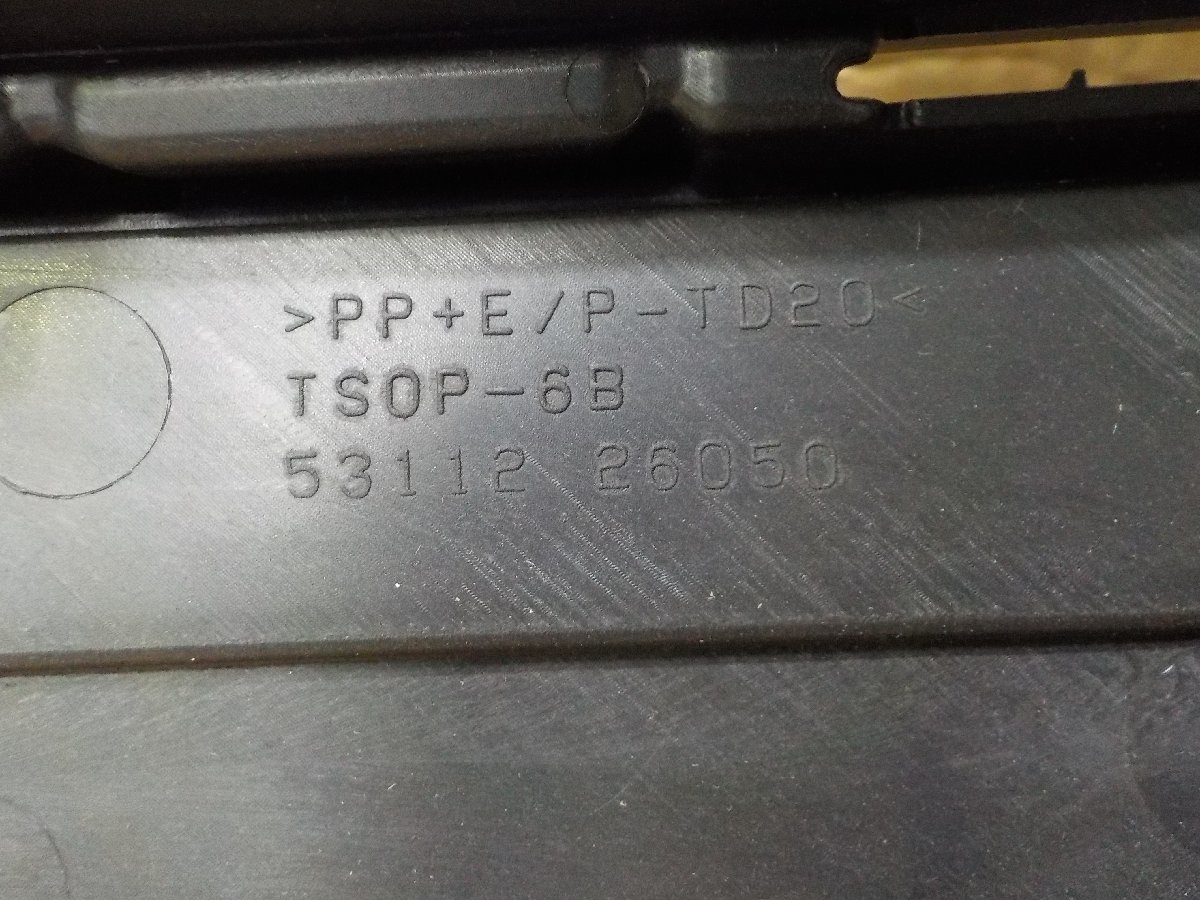 >PP+E/P-TD20<
TSOP-6B
53112 26050